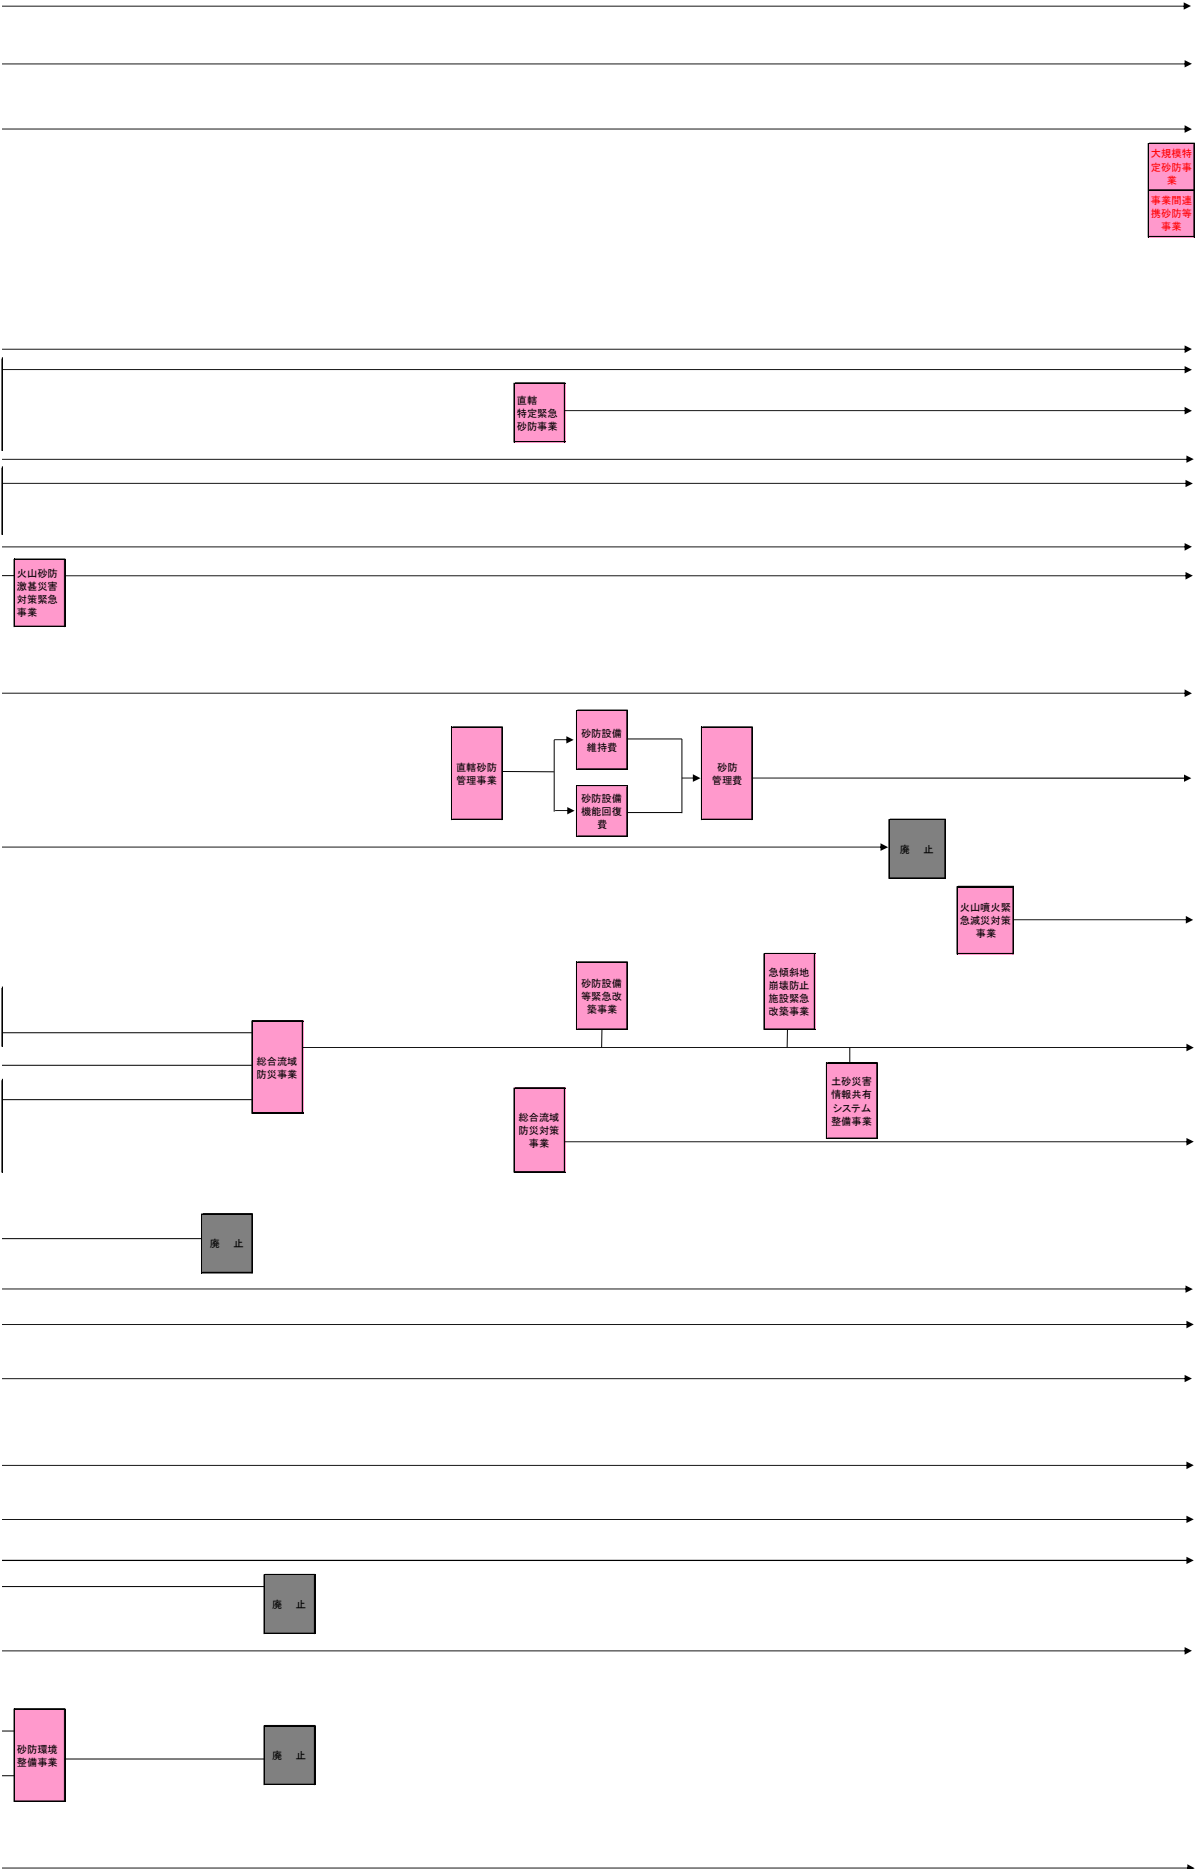 大規模特
定砂防事
業
事業間連
携砂防等
事業
直轄
特定緊急
砂防事業
火山砂防
激甚災害
対策緊急
事業
直轄砂防
管理事業
砂防設備
維持費
砂防設備
機能回復
費
砂防
管理費
廃 止
火山噴火緊
急減災対策
事業
砂防設備
等緊急改
築事業
急傾斜地
崩壊防止
施設緊急
改築事業
総合流域
防災事業
土砂災害
情報共有
システム
整備事業
総合流域
防災対策
事業
廃 止
廃 止
砂防環境
整備事業
廃 止